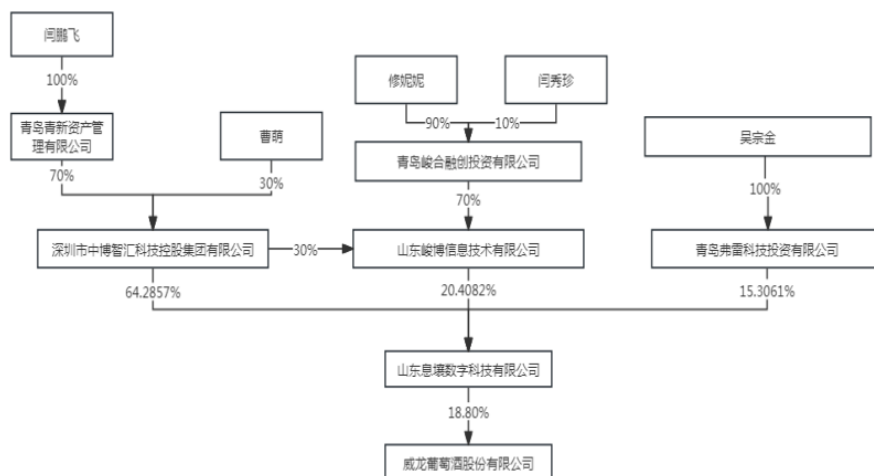 闫鹏飞
修妮妮
闫秀珍
100%
青岛青新资产管
理有限公司
曹萌
90%
10%
吴宗金
青岛峻合融创投资有限公司
70%
30%
70%
100%
深圳市中博智汇科技控股集团有限公司
30%
山东峻博信息技术有限公司
青岛弗雷科技投资有限公司
64.2857%
20.4082%
15.3061%
山东息壤数字科技有限公司
18.80%
威龙葡萄酒股份有限公司